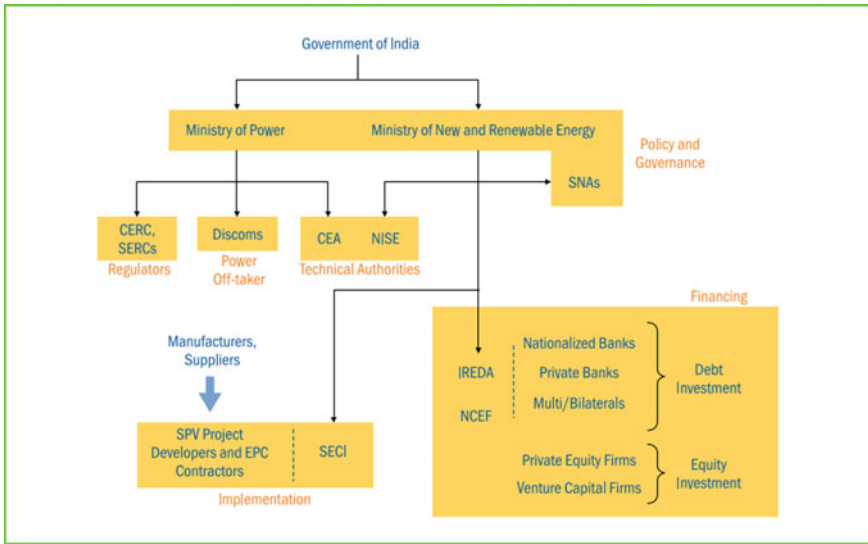 Government of India
Ministry of Power
Ministry of New and Renewable Energy
Policy and
Governance
SNAs
CERC,
SERCs
Regulators
Discoms
Power
Off-taker
CEA
NISE
Technical Authorities
Financing
Manufacturers,
Suppliers
SPV Project
Developers and EPC
Contractors
SECI
Implementation
IREDA
NCEF
Nationalized Banks
Private Banks
Multi/Bilaterals
Debt
Investment
Private Equity Firms
Venture Capital Firms
Equity
Investment